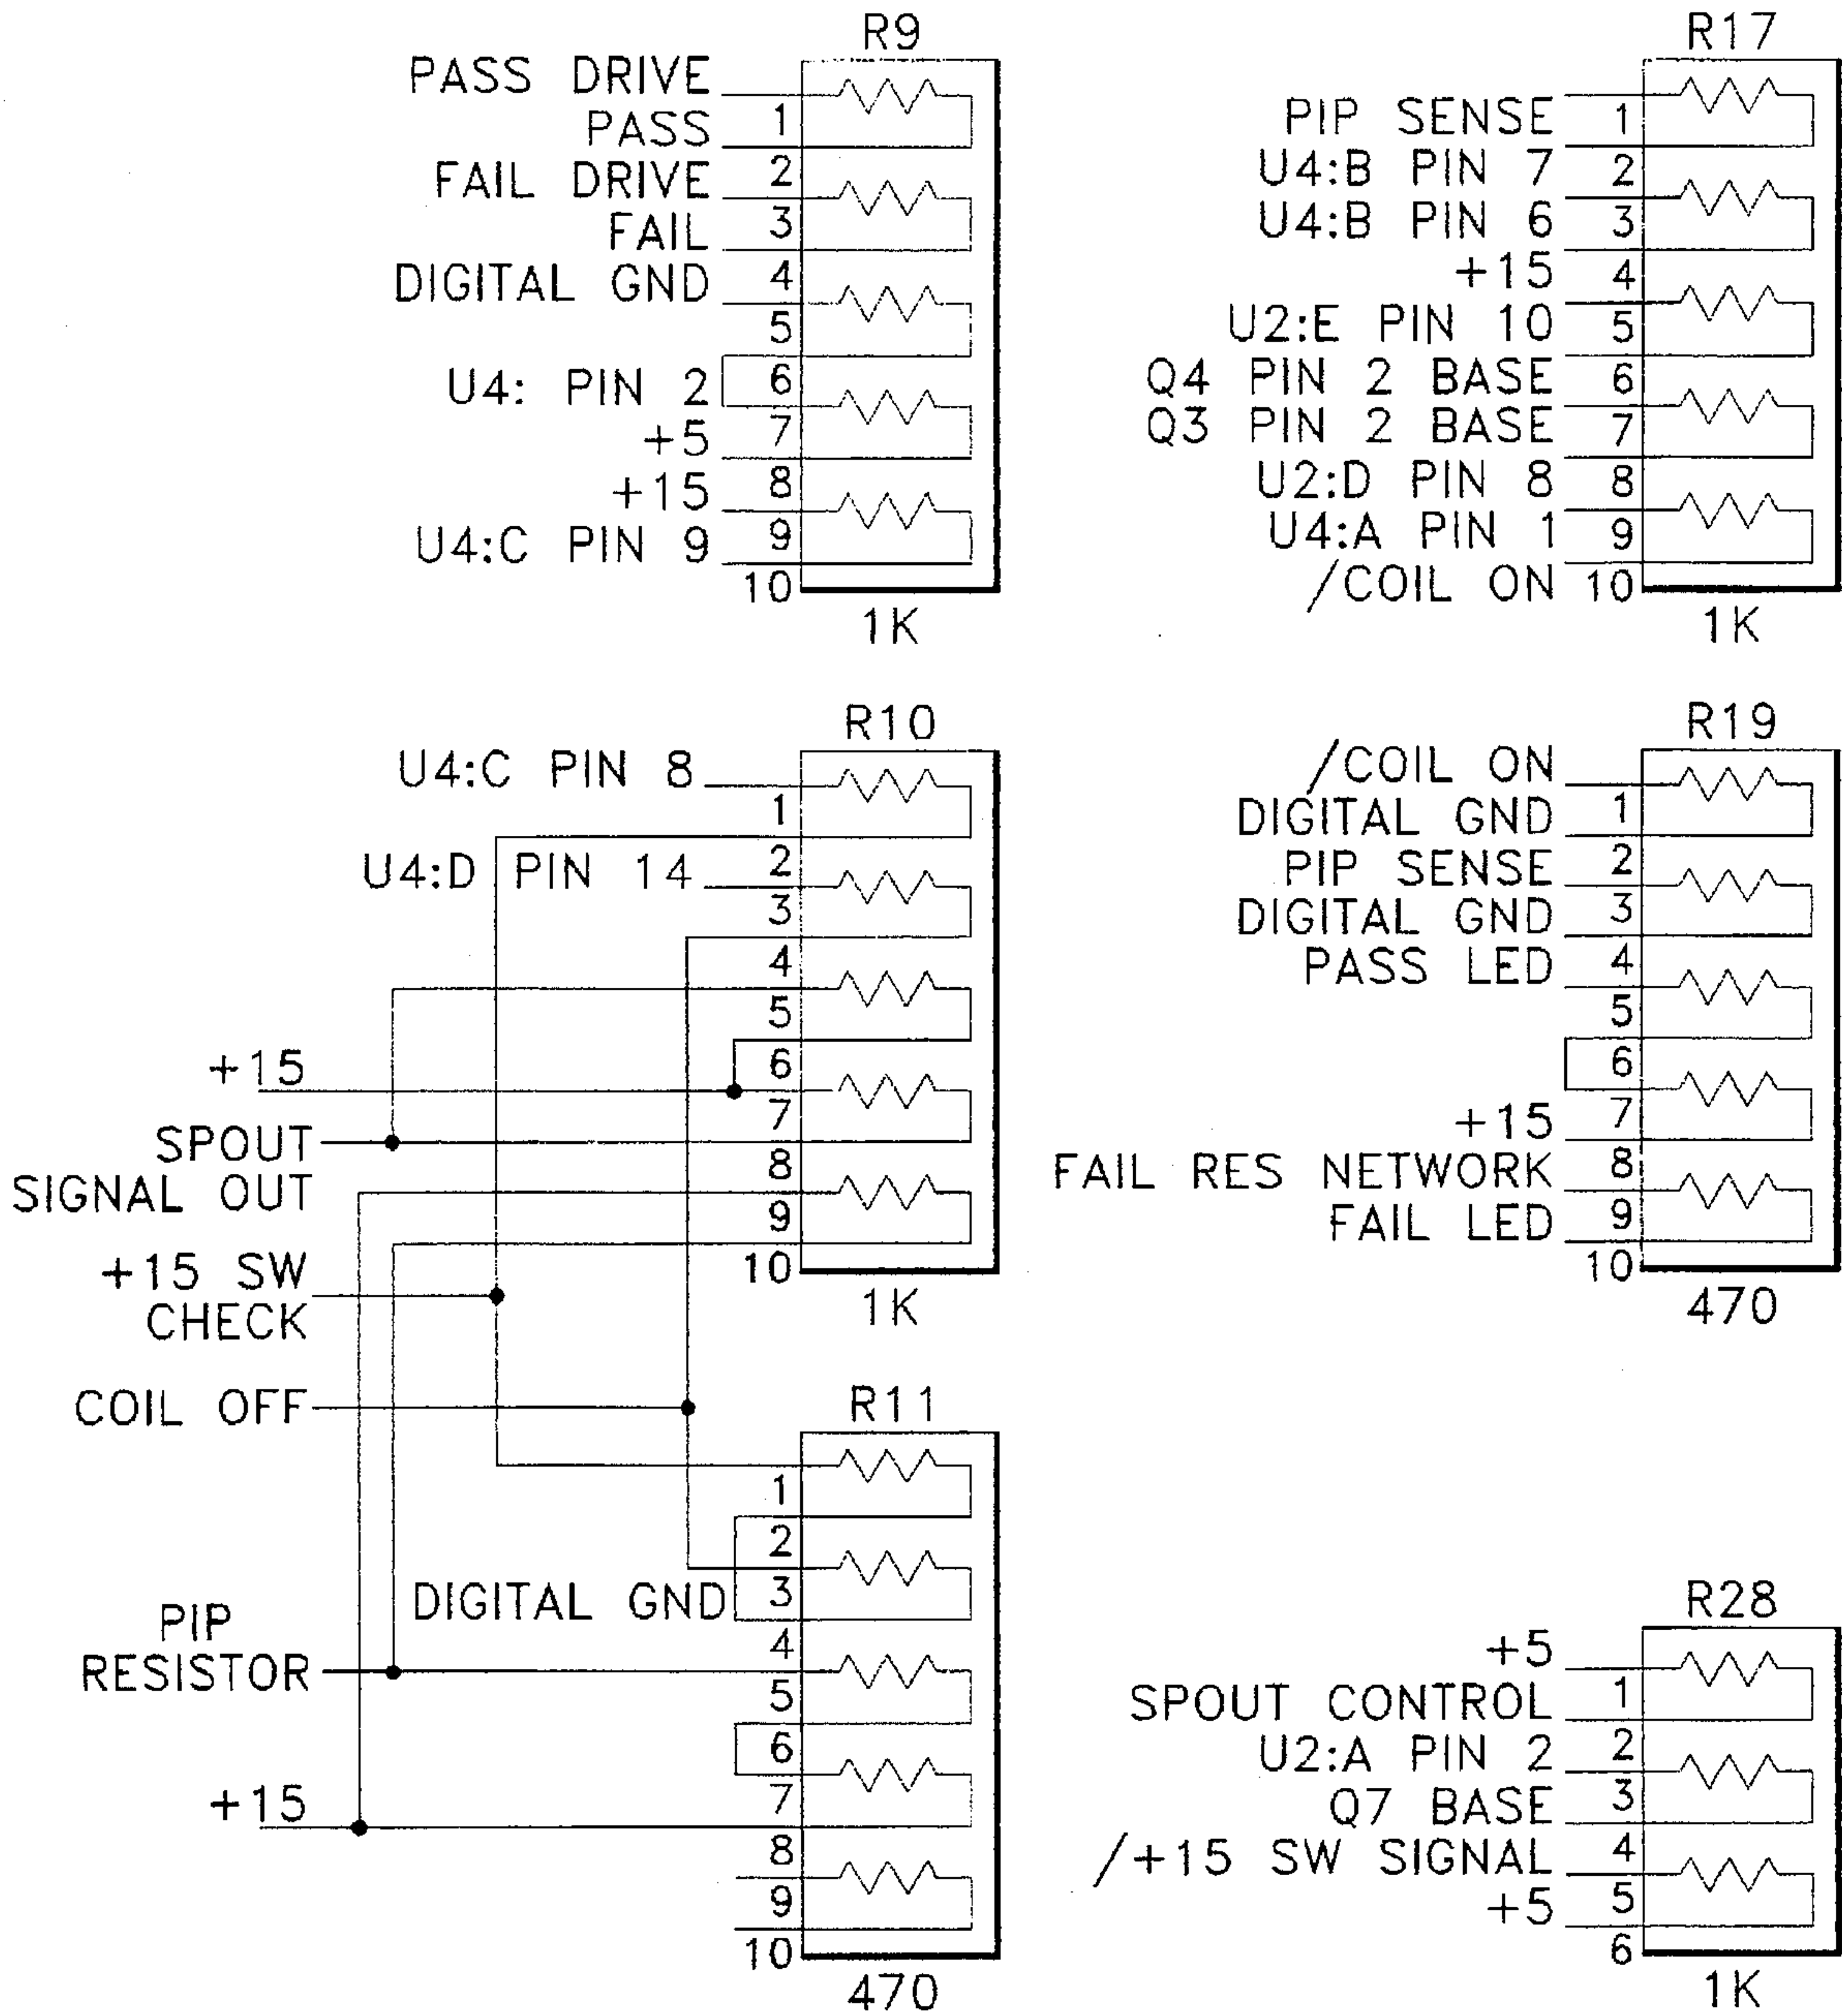 R9
PASS DRIVE
1
PASS
2
FAIL DRIVE
3
FAIL
4
DIGITAL GND
5
6
U4: PIN 2
7
+5
8
+15
9
U4:C PIN 9
10
1K
R17
1
PIP SENSE
2
U4:B PIN 7
3
U4:B PIN 6
4
+15
5
U2:E PIN 10
6
Q4 PIN 2 BASE
7
Q3 PIN 2 BASE
8
U2:D PIN 8
9
U4:A PIN 1
10
/COIL ON
1K
R10
U4:C PIN 8
1
2
U4:D PIN 14
3
4
5
6
+15
7
SPOUT
8
SIGNAL OUT
9
10
+15 SW
CHECK
1K
COIL OFF
R19
/COIL ON
1
DIGITAL GND
2
PIP SENSE
3
DIGITAL GND
4
PASS LED
5
6
7
+15
8
FAIL RES NETWORK
9
FAIL LED
10
470
R11
1
2
3
DIGITAL GND
4
PIP
RESISTOR
5
6
7
+15
8
9
10
470
R28
+5
1
SPOUT CONTROL
2
U2:A PIN 2
3
Q7 BASE
4
/+15 SW SIGNAL
5
+5
6
1K